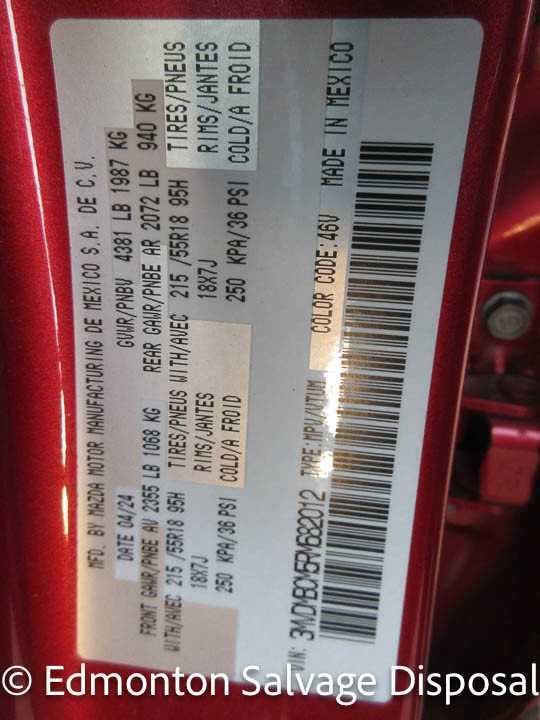 MFD. BY MAZDA MOTOR MANUFACTURING DE MEXICO S.A. DE C.V.
DATE 04/24 GVWR/PNBV 4381 LB 1987 KG
FRONT GAWR/PNBE AV 2355 LB 1068 KG REAR GAWR/PNBE AR 2072 LB 940 KG
WITH/AVEC 215 /55R18 95H TIRES/PNEUS WITH/AVEC 215 /55R18 95H TIRES/PNEUS
18X7J RIMS/JANTES 18X7J RIMS/JANTES
250 KPA/36 PSI COLD/A FROID 250 KPA/36 PSI COLD/A FROID
VIN: 3MVDMBCM5RM682012 TYPE:MPV/VTUM COLOR CODE:46V MADE IN MEXICO
© Edmonton Salvage Disposal